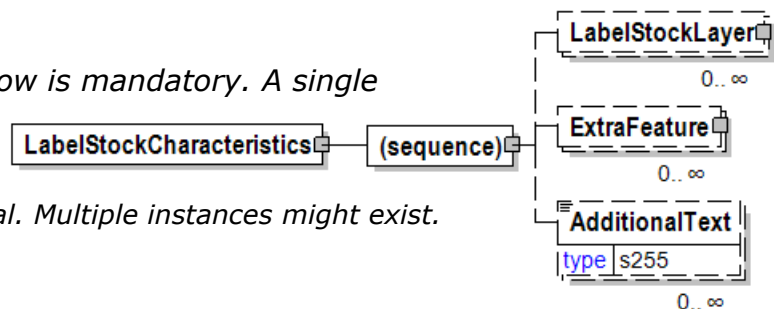 LabelStockLayer
0.. ∞
ow is mandatory. A single
ExtraFeature
LabelStockCharacteristics
(sequence)
0.. ∞
al. Multiple instances might exist.
AdditionalText
type s255
0.. ∞